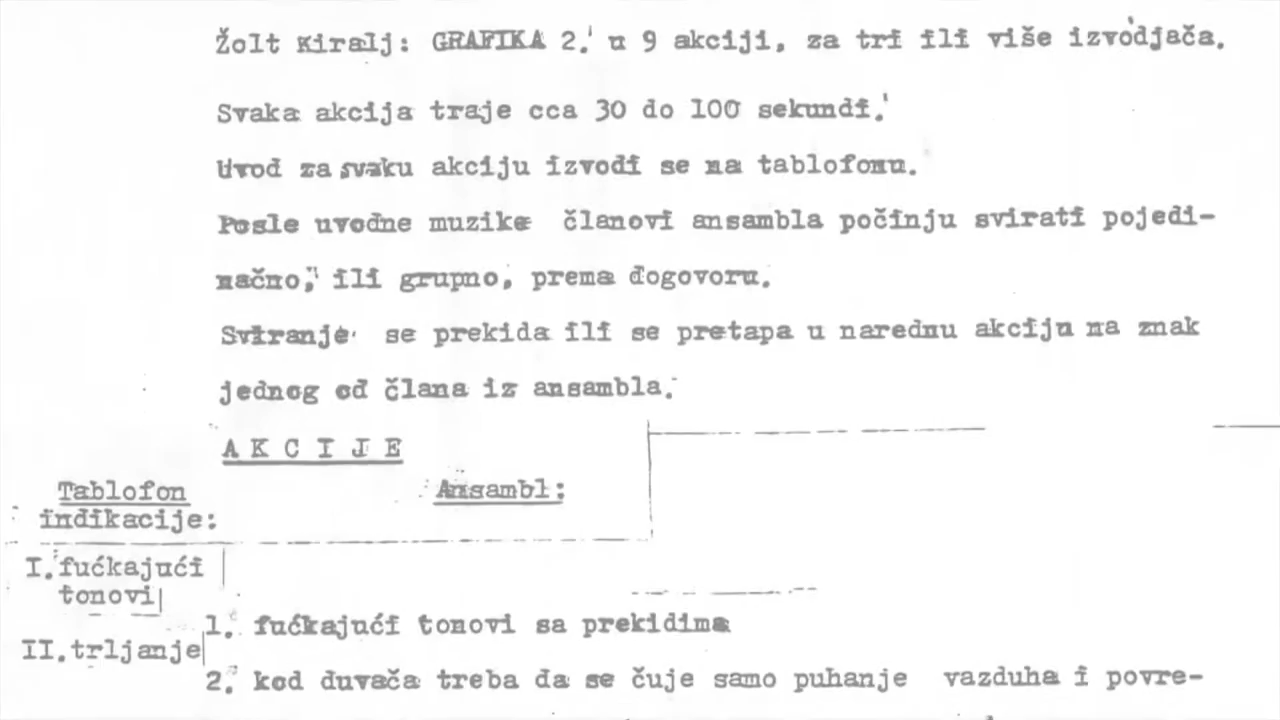 Žolt Kiralj: GRAFIKA 2. u 9 akciji, za tri ili više izvodjača.
Svaka akcija traje cca 30 do 100 sekundi.
Uvod za svaku akciju izvodi se na tablofonu.
Posle uvodne muzike članovi ansambla počinju svirati pojedi-
načno, ili grupno, prema dogovoru.
Sviranje se prekida ili se pretapa u narednu akciju na znak
jednog od člana iz ansambla.
A K C I J E
Tablofon
indikacije:
Ansambl:
I. fućkajući
tonovi
1. fućkajući tonovi sa prekidima
II. trljanje
2. kod duvača treba da se čuje samo puhanje vazduha i povre-